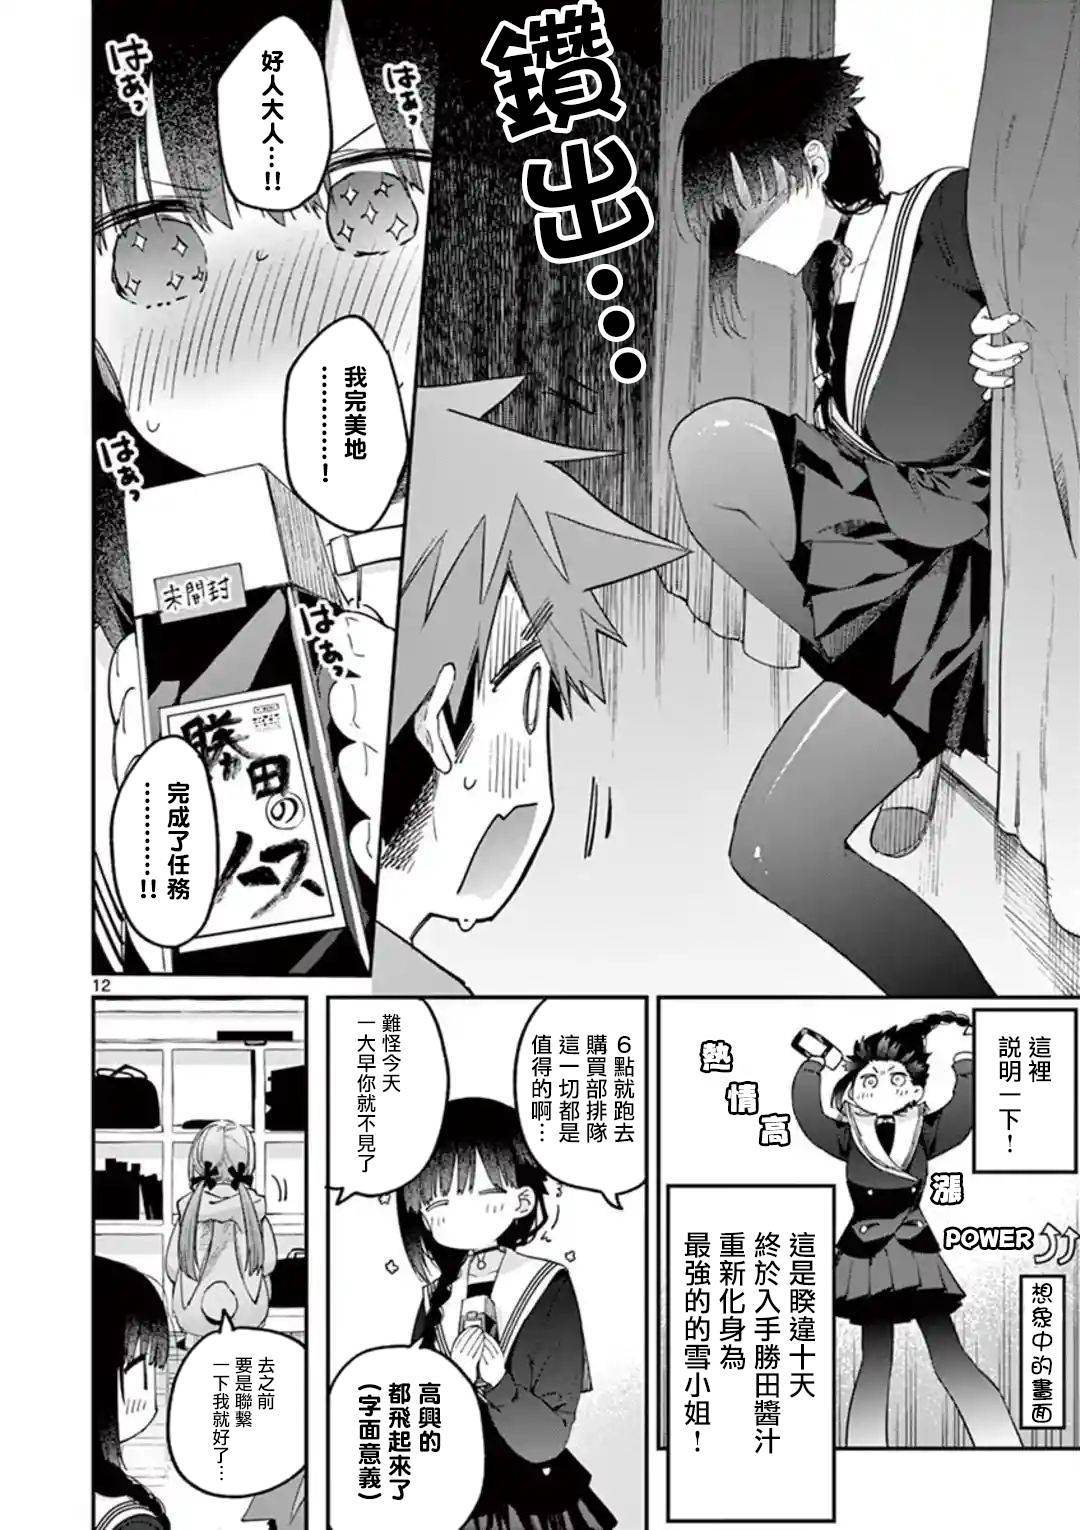 鑽出‥‥
好人大人…!!
はぁっ
はぁっ
我完美地
…………!
はぁっ
はぁっ
未開封
勝田の
ソース
完成了任務
…………!!
12
這裡
説明一下!
熱情高漲
POWER
想象中的畫面
這是睽違十天
終於入手勝田醬汁
重新化身為
最強的的雪小姐!
6點就跑去
購買部排隊
這一切都是
值得的啊…
難怪今天
一大早你就不見了
高興的
都飛起來了
(字面意義)
去之前
要是聯繫
一下我就好了…